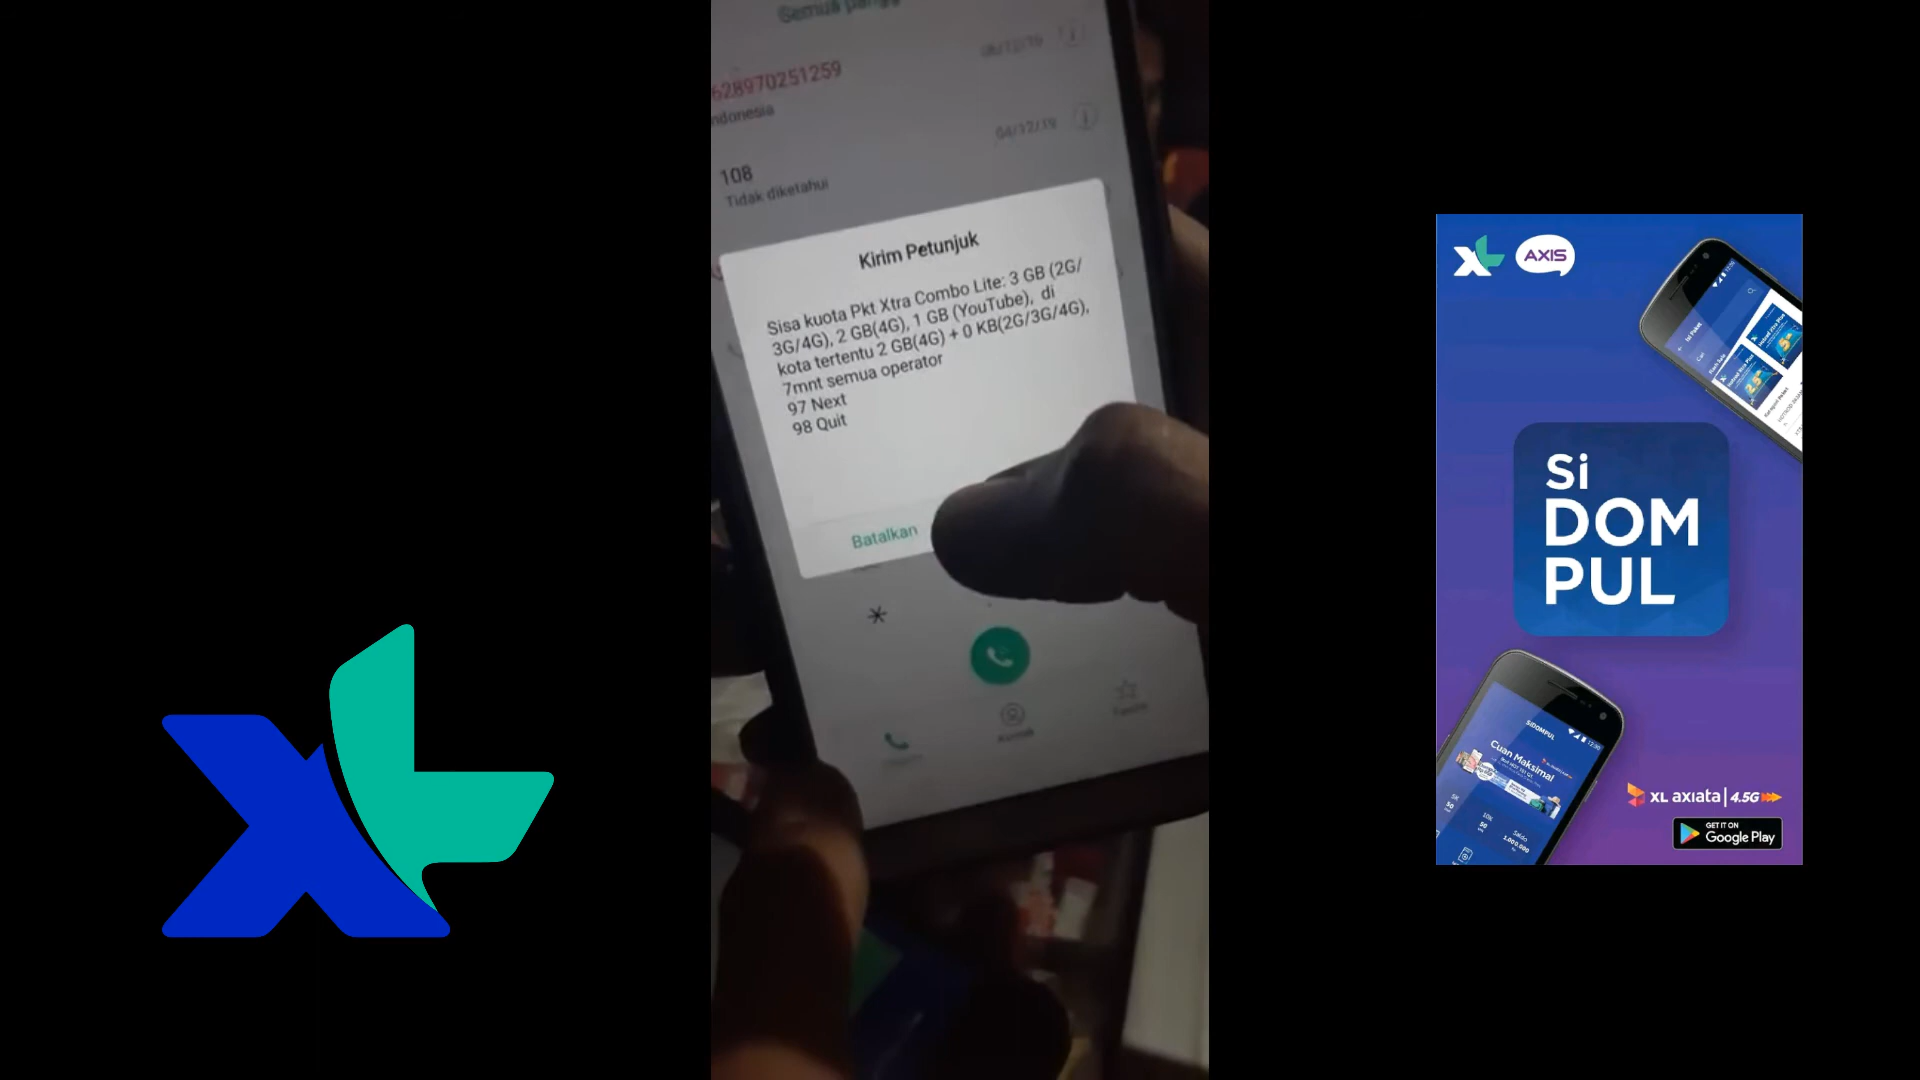 628970251259
ndonesia
108
Tidak diketahui
04/12/19
Kirim Petunjuk
Sisa kuota Pkt Xtra Combo Lite: 3 GB (2G/
3G/4G), 2 GB(4G), 1 GB (YouTube), di
kota tertentu 2 GB(4G) + 0 KB(2G/3G/4G),
7mnt semua operator
97 Next
98 Quit
Batalkan
*
XL
XL AXIS
Si
DOM
PUL
SiDOMPUL
Cuan Maksimal
XL axiata | 4.5G
GET IT ON
Google Play